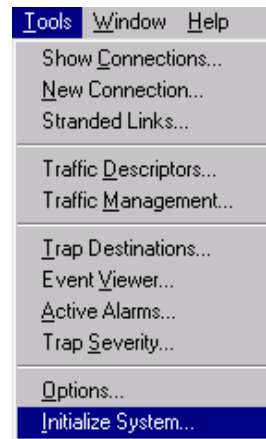 Tools Window Help
Show Connections...
New Connection...
Stranded Links...
Traffic Descriptors...
Traffic Management...
Trap Destinations...
Event Viewer...
Active Alarms...
Trap Severity...
Options...
Initialize System...